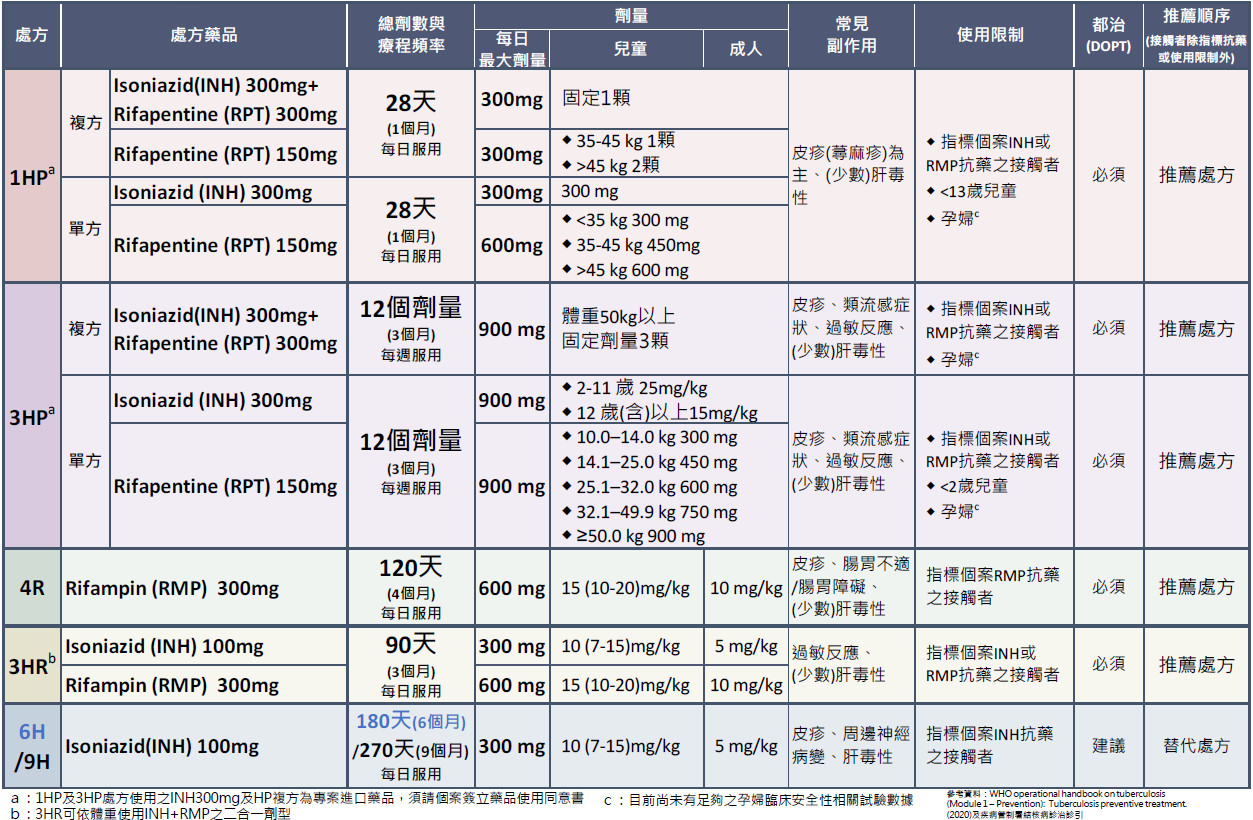 處方
處方藥品
總劑數與
療程頻率
劑量
每日
最大劑量
兒童
成人
常見
副作用
使用限制
都治
(DOPT)
推薦順序
(接觸者除指標抗藥
或使用限制外)
1HPa
複方
Isoniazid(INH) 300mg+
Rifapentine (RPT) 300mg
28天
(1個月)
每日服用
300mg
固定1顆
Rifapentine (RPT) 150mg
300mg
◆ 35-45 kg 1顆
◆ >45 kg 2顆
單方
Isoniazid (INH) 300mg
28天
(1個月)
每日服用
300mg
300 mg
Rifapentine (RPT) 150mg
600mg
◆ <35 kg 300 mg
◆ 35-45 kg 450mg
◆ >45 kg 600 mg
皮疹(蕁麻疹)為
主、(少數)肝毒
性
◆ 指標個案INH或
RMP抗藥之接觸者
◆ <13歲兒童
◆ 孕婦c
必須
推薦處方
3HPa
複方
Isoniazid(INH) 300mg+
Rifapentine (RPT) 300mg
12個劑量
(3個月)
每週服用
900 mg
體重50kg以上
固定劑量3顆
皮疹、類流感症
狀、過敏反應、
(少數)肝毒性
◆ 指標個案INH或
RMP抗藥之接觸者
◆ 孕婦c
必須
推薦處方
單方
Isoniazid (INH) 300mg
12個劑量
(3個月)
每週服用
900 mg
◆ 2-11 歲 25mg/kg
◆ 12 歲(含)以上15mg/kg
Rifapentine (RPT) 150mg
900 mg
◆ 10.0–14.0 kg 300 mg
◆ 14.1–25.0 kg 450 mg
◆ 25.1–32.0 kg 600 mg
◆ 32.1–49.9 kg 750 mg
◆ ≥50.0 kg 900 mg
皮疹、類流感症
狀、過敏反應、
(少數)肝毒性
◆ 指標個案INH或
RMP抗藥之接觸者
◆ <2歲兒童
◆ 孕婦c
必須
推薦處方
4R
Rifampin (RMP) 300mg
120天
(4個月)
每日服用
600 mg
15 (10-20)mg/kg
10 mg/kg
皮疹、腸胃不適
/腸胃障礙、
(少數)肝毒性
指標個案RMP抗藥
之接觸者
必須
推薦處方
3HRb
Isoniazid (INH) 100mg
90天
(3個月)
每日服用
300 mg
10 (7-15)mg/kg
5 mg/kg
Rifampin (RMP) 300mg
600 mg
15 (10-20)mg/kg
10 mg/kg
過敏反應、
(少數)肝毒性
指標個案INH或
RMP抗藥之接觸者
必須
推薦處方
6H
/9H
Isoniazid(INH) 100mg
180天(6個月)
/270天(9個月)
每日服用
300 mg
10 (7-15)mg/kg
5 mg/kg
皮疹、周邊神經
病變、肝毒性
指標個案INH抗藥
之接觸者
建議
替代處方
a：1HP及3HP處方使用之INH300mg及HP複方為專案進口藥品，須請個案簽立藥品使用同意書
b：3HR可依體重使用INH+RMP之二合一劑型
c：目前尚未有足夠之孕婦臨床安全性相關試驗數據
參考資料：WHO operational handbook on tuberculosis
(Module 1 – Prevention): Tuberculosis preventive treatment.
(2020)及疾病管制署結核病診治診引